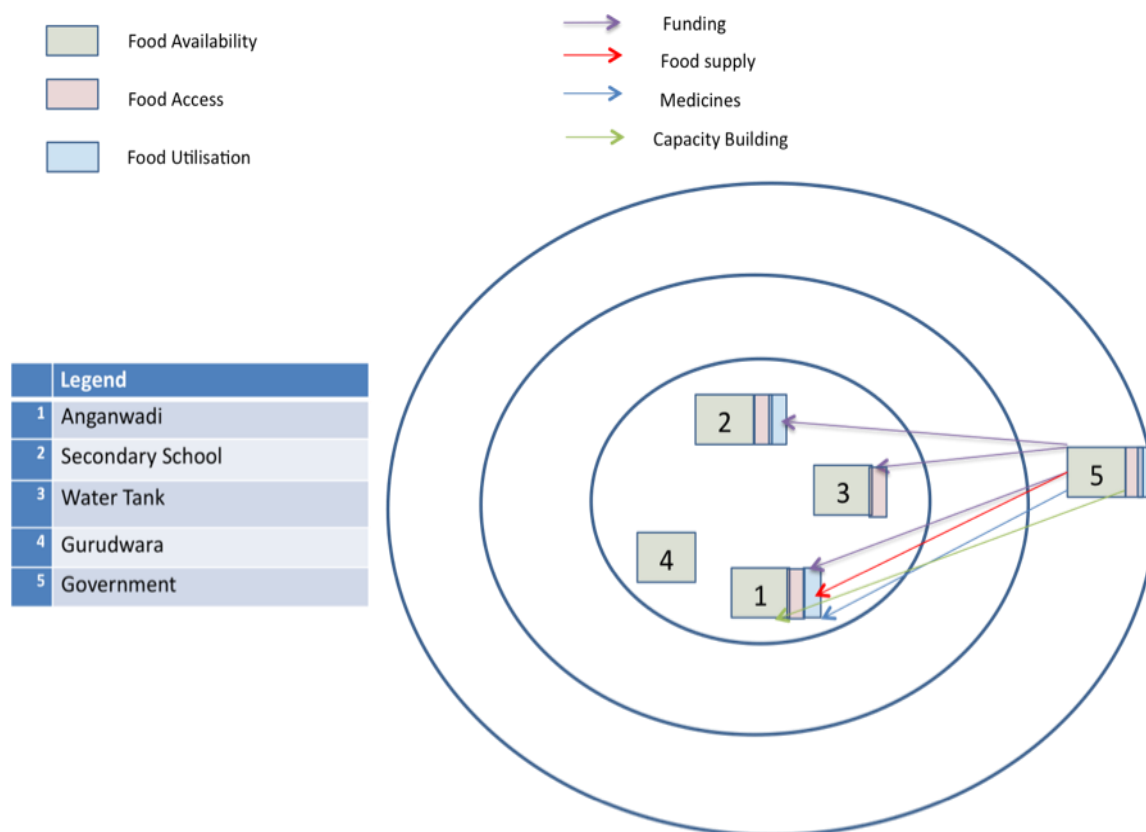 Food Availability
Food Access
Food Utilisation
Funding
Food supply
Medicines
Capacity Building
Legend
1 Anganwadi
2 Secondary School
3 Water Tank
4 Gurudwara
5 Government
2
3
5
4
1